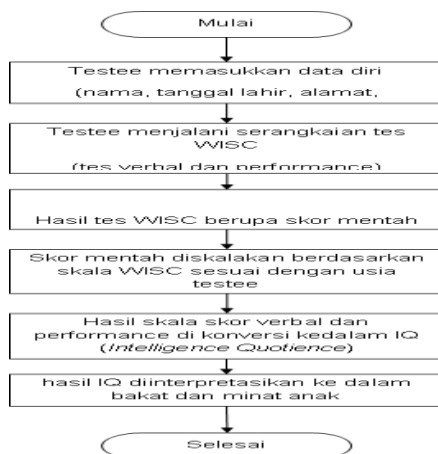 Mulai
Testee memasukkan data diri
(nama, tanggal lahir, alamat,
Testee menjalani serangkaian tes
WISC
(tes verbal dan performance)
Hasil tes WISC berupa skor mentah
Skor mentah diskalakan berdasarkan
skala WISC sesuai dengan usia
testee
Hasil skala skor verbal dan
performance di konversi kedalam IQ
(Intelligence Quotience)
hasil IQ diinterpretasikan ke dalam
bakat dan minat anak
Selesai